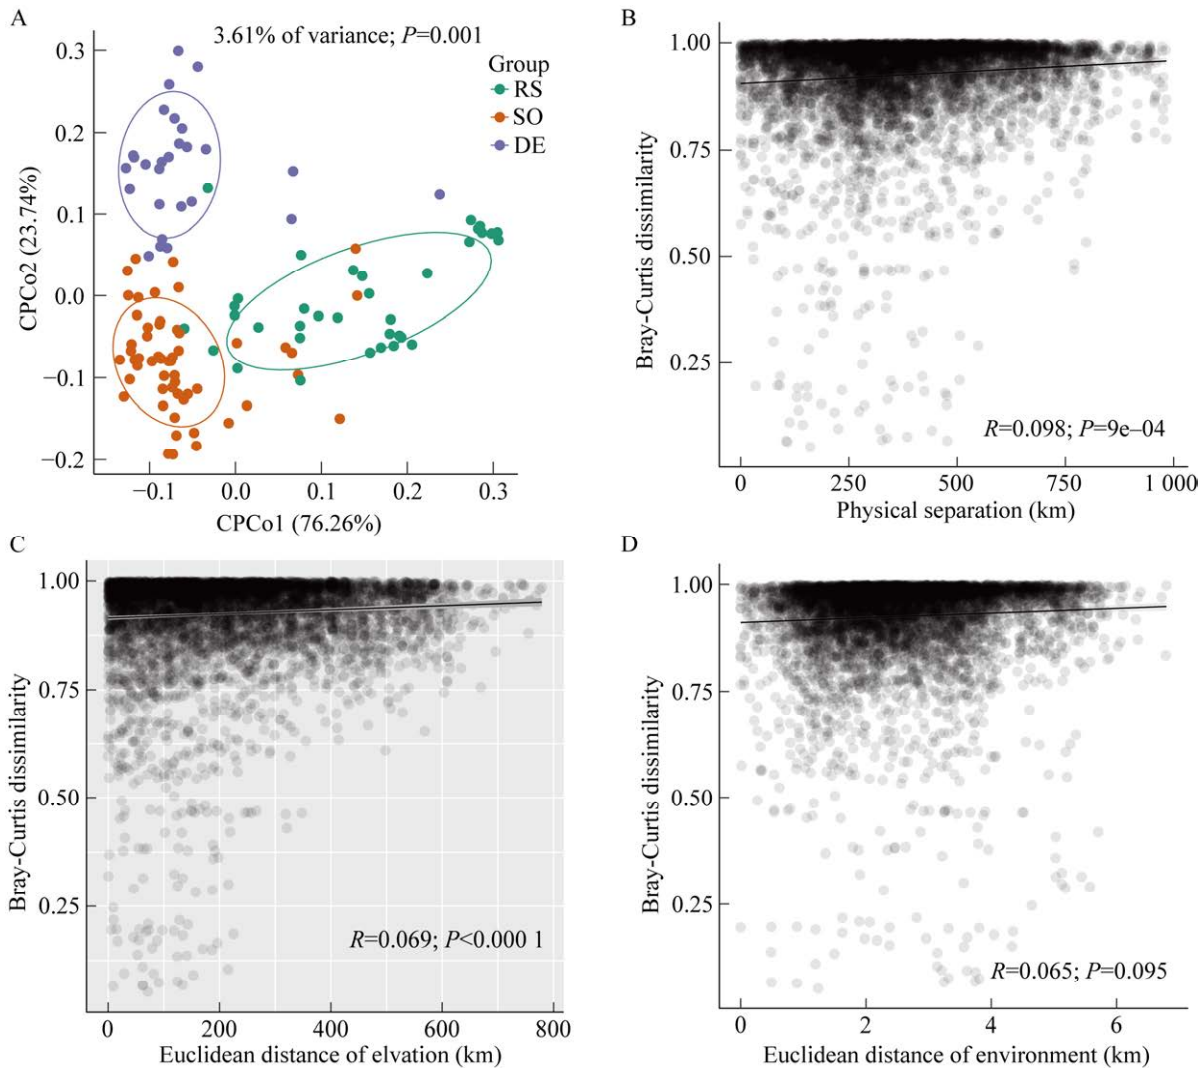 A
3.61% of variance; P=0.001
Group
RS
SO
DE
0.3
0.2
0.1
0.0
−0.1
−0.2
CPCo2 (23.74%)
−0.1 0.0 0.1 0.2 0.3
CPCo1 (76.26%)
B
1.00
0.75
0.50
0.25
Bray-Curtis dissimilarity
R=0.098; P=9e–04
0 250 500 750 1 000
Physical separation (km)
C
1.00
0.75
0.50
0.25
Bray-Curtis dissimilarity
R=0.069; P<0.000 1
0 200 400 600 800
Euclidean distance of elvation (km)
D
1.00
0.75
0.50
0.25
Bray-Curtis dissimilarity
R=0.065; P=0.095
0 2 4 6
Euclidean distance of environment (km)